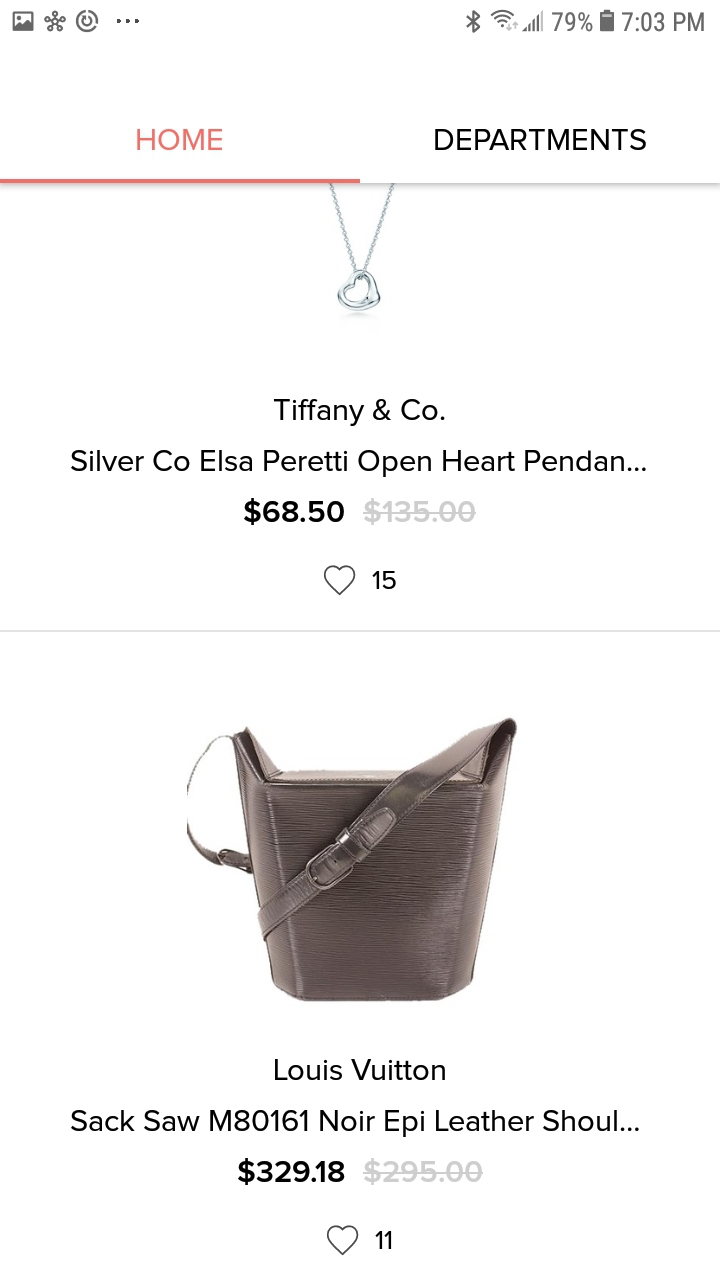 79% 7:03 PM
HOME DEPARTMENTS
Tiffany & Co.
Silver Co Elsa Peretti Open Heart Pendan...
$68.50 $135.00
15
Louis Vuitton
Sack Saw M80161 Noir Epi Leather Shoul...
$329.18 $295.00
11